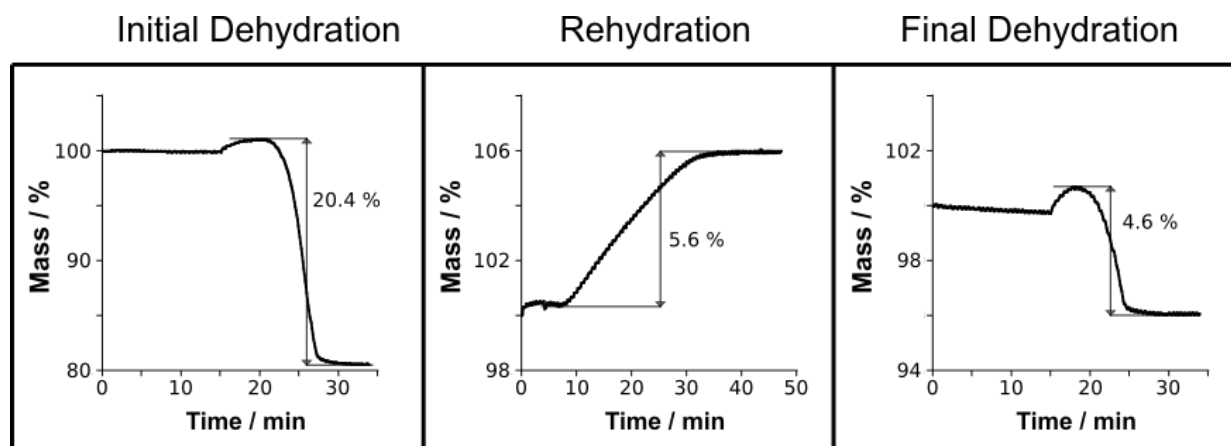 Initial Dehydration
Rehydration
Final Dehydration
Mass / %
100
90
80
20.4 %
0
10
20
30
Time / min
Mass / %
106
102
98
5.6 %
0
10
20
30
40
50
Time / min
Mass / %
102
98
94
4.6 %
0
10
20
30
Time / min